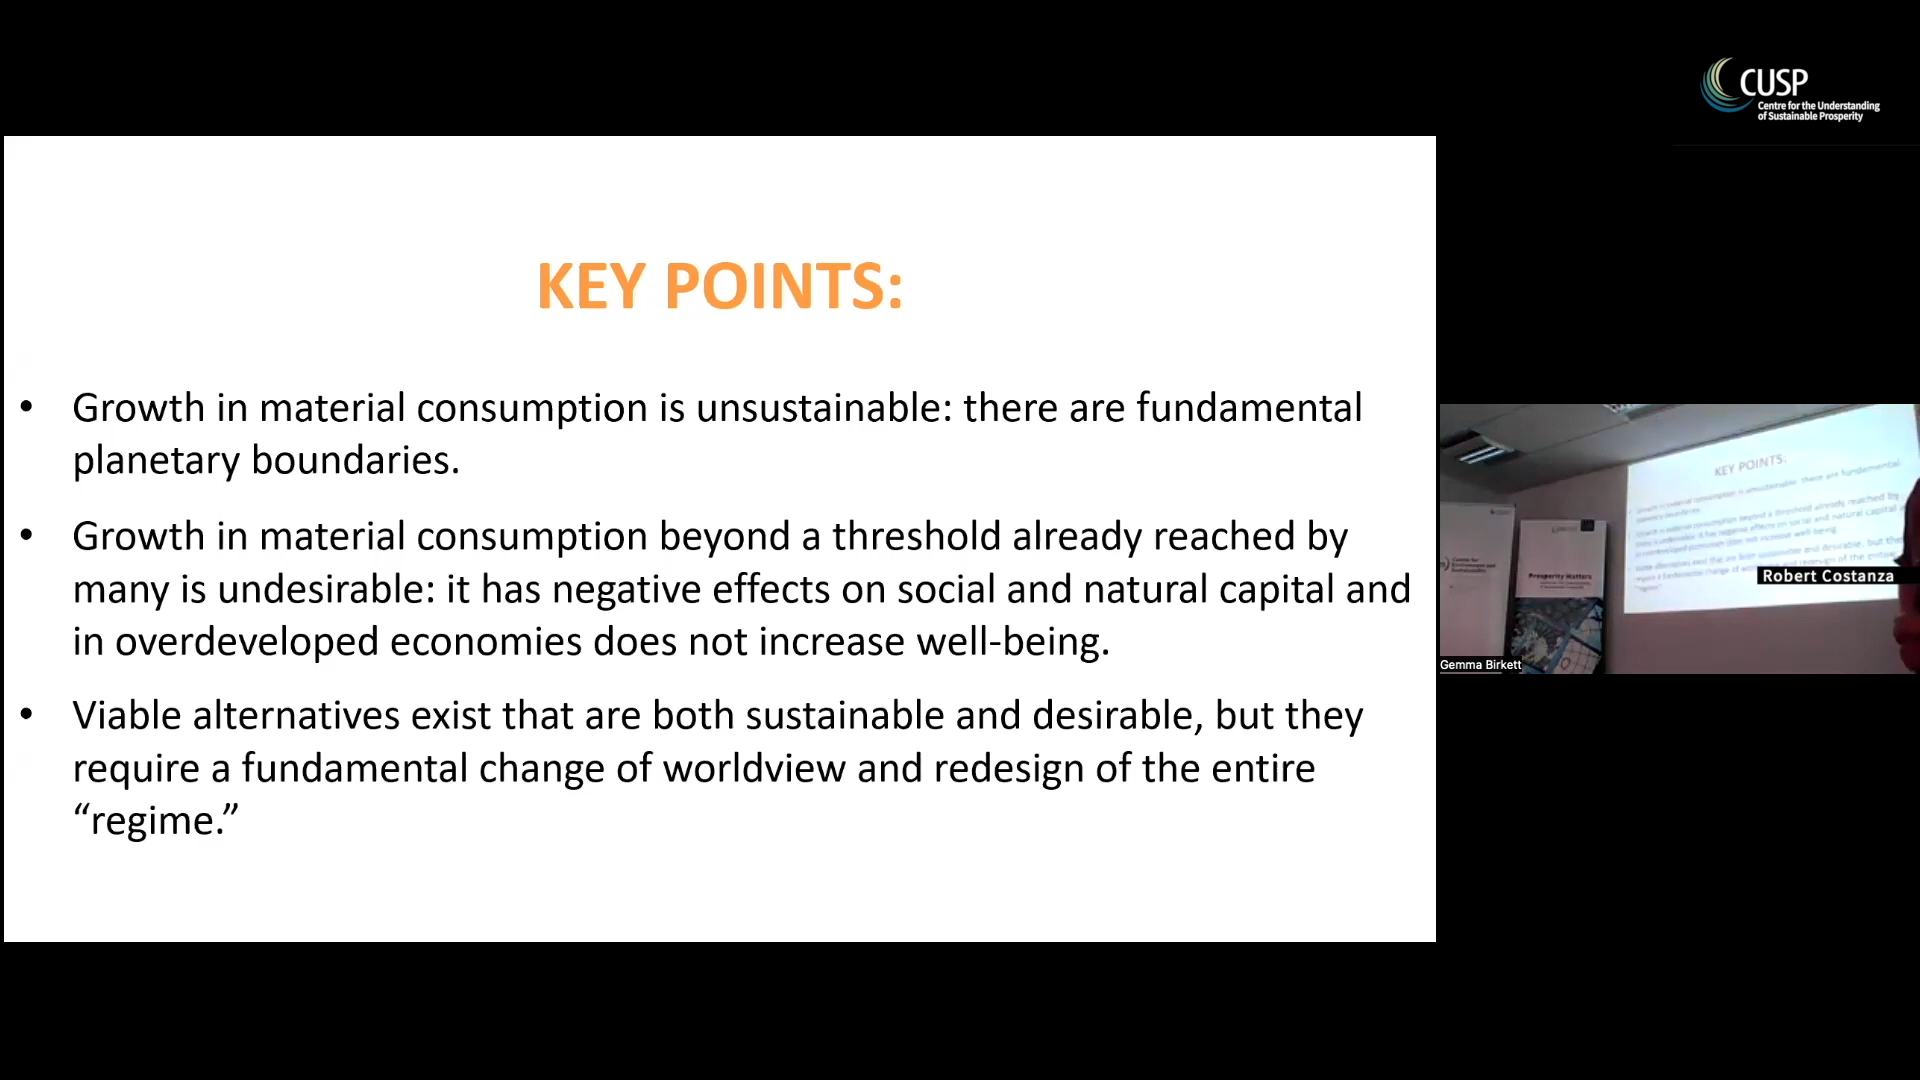 CUSP
Centre for the Understanding
of Sustainable Prosperity
KEY POINTS:
• Growth in material consumption is unsustainable: there are fundamental
planetary boundaries.
• Growth in material consumption beyond a threshold already reached by
many is undesirable: it has negative effects on social and natural capital and
in overdeveloped economies does not increase well-being.
• Viable alternatives exist that are both sustainable and desirable, but they
require a fundamental change of worldview and redesign of the entire
“regime.”
KEY POINTS:
Prosperity Matters
Robert Costanza
Gemma Birkett